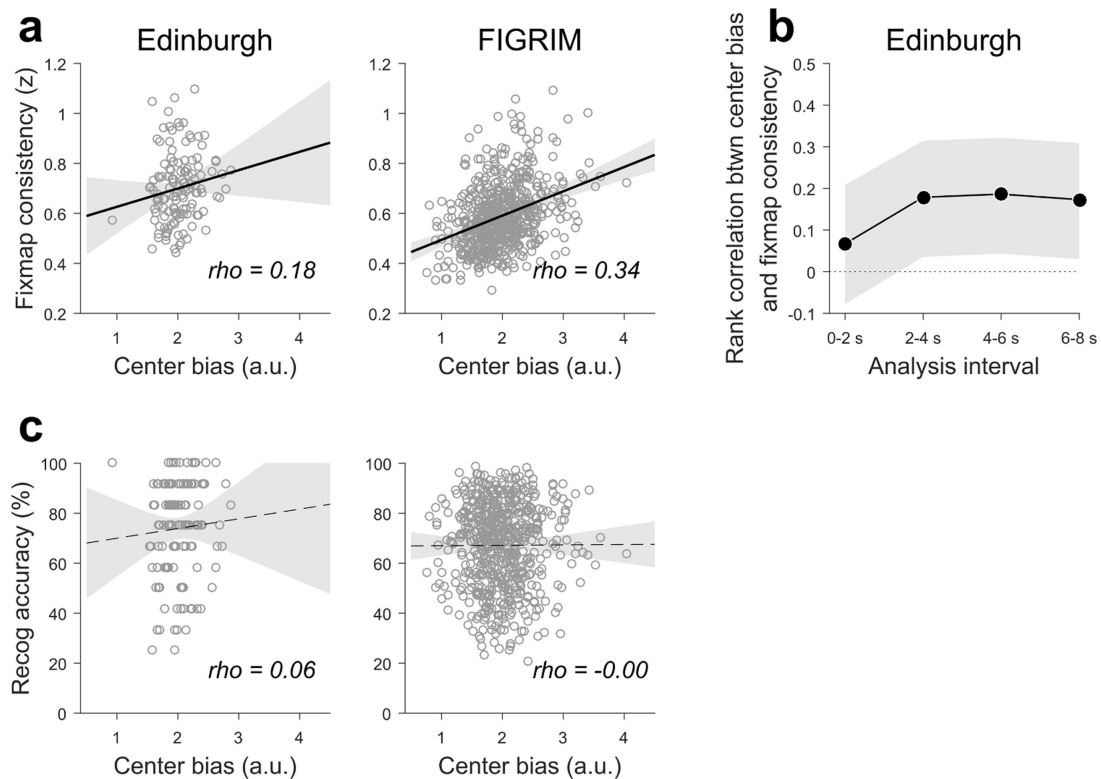 a
Edinburgh
FIGRIM
Fixmap consistency (z)
1.2
1
0.8
0.6
0.4
0.2
rho = 0.18
1 2 3 4
Center bias (a.u.)
1.2
1
0.8
0.6
0.4
0.2
rho = 0.34
1 2 3 4
Center bias (a.u.)
b
Edinburgh
Rank correlation btwn center bias
and fixmap consistency
0.5
0.4
0.3
0.2
0.1
0
-0.1
0-2 s 2-4 s 4-6 s 6-8 s
Analysis interval
c
Recog accuracy (%)
100
80
60
40
20
0
rho = 0.06
1 2 3 4
Center bias (a.u.)
100
80
60
40
20
0
rho = -0.00
1 2 3 4
Center bias (a.u.)